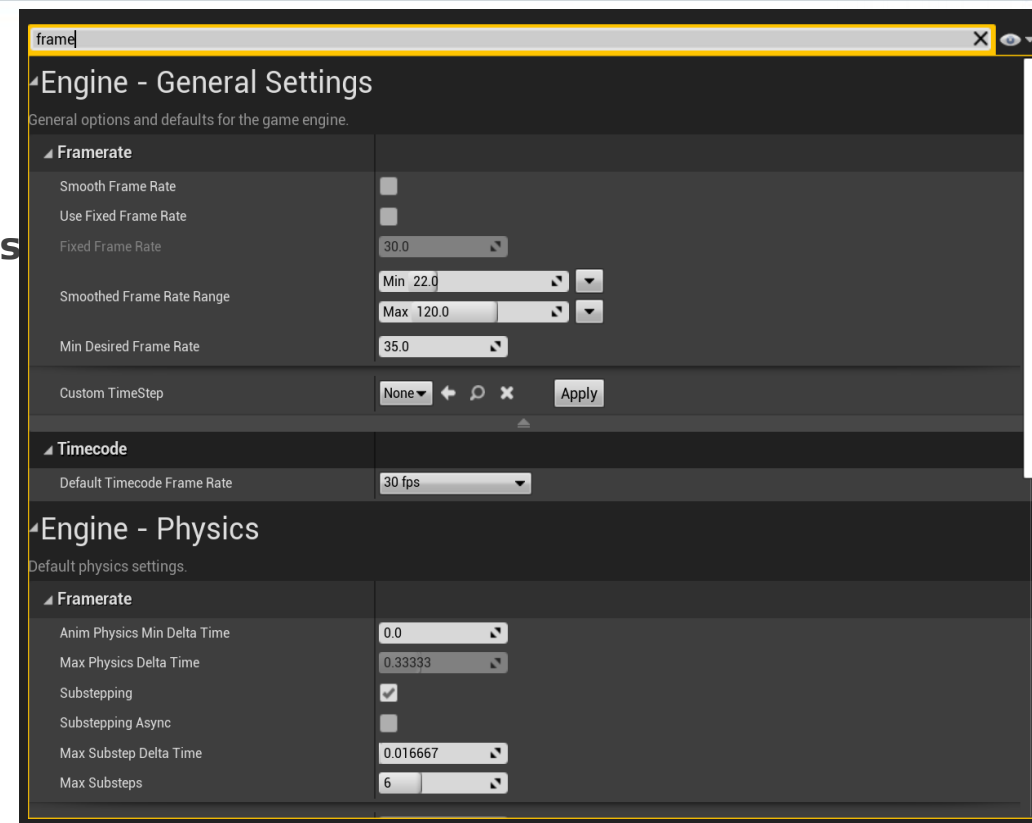 frame
Engine - General Settings
General options and defaults for the game engine.
Framerate
Smooth Frame Rate
Use Fixed Frame Rate
s
Fixed Frame Rate 30.0
Min 22.0
Smoothed Frame Rate Range
Max 120.0
Min Desired Frame Rate 35.0
Custom TimeStep None Apply
Timecode
Default Timecode Frame Rate 30 fps
Engine - Physics
Default physics settings.
Framerate
Anim Physics Min Delta Time 0.0
Max Physics Delta Time 0.33333
Substepping
Substepping Async
Max Substep Delta Time 0.016667
Max Substeps 6